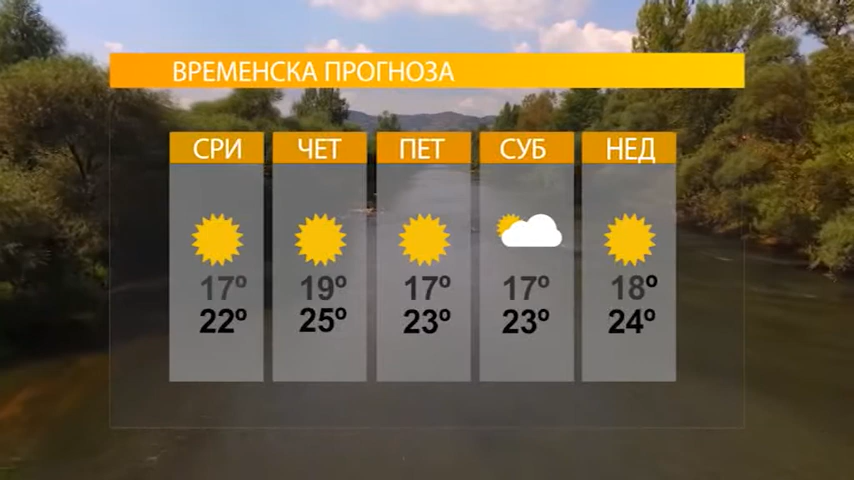 ВРЕМЕНСКА ПРОГНОЗА
СРИ ЧЕТ ПЕТ СУБ НЕД
17º 19º 17º 17º 18º
22º 25º 23º 23º 24º